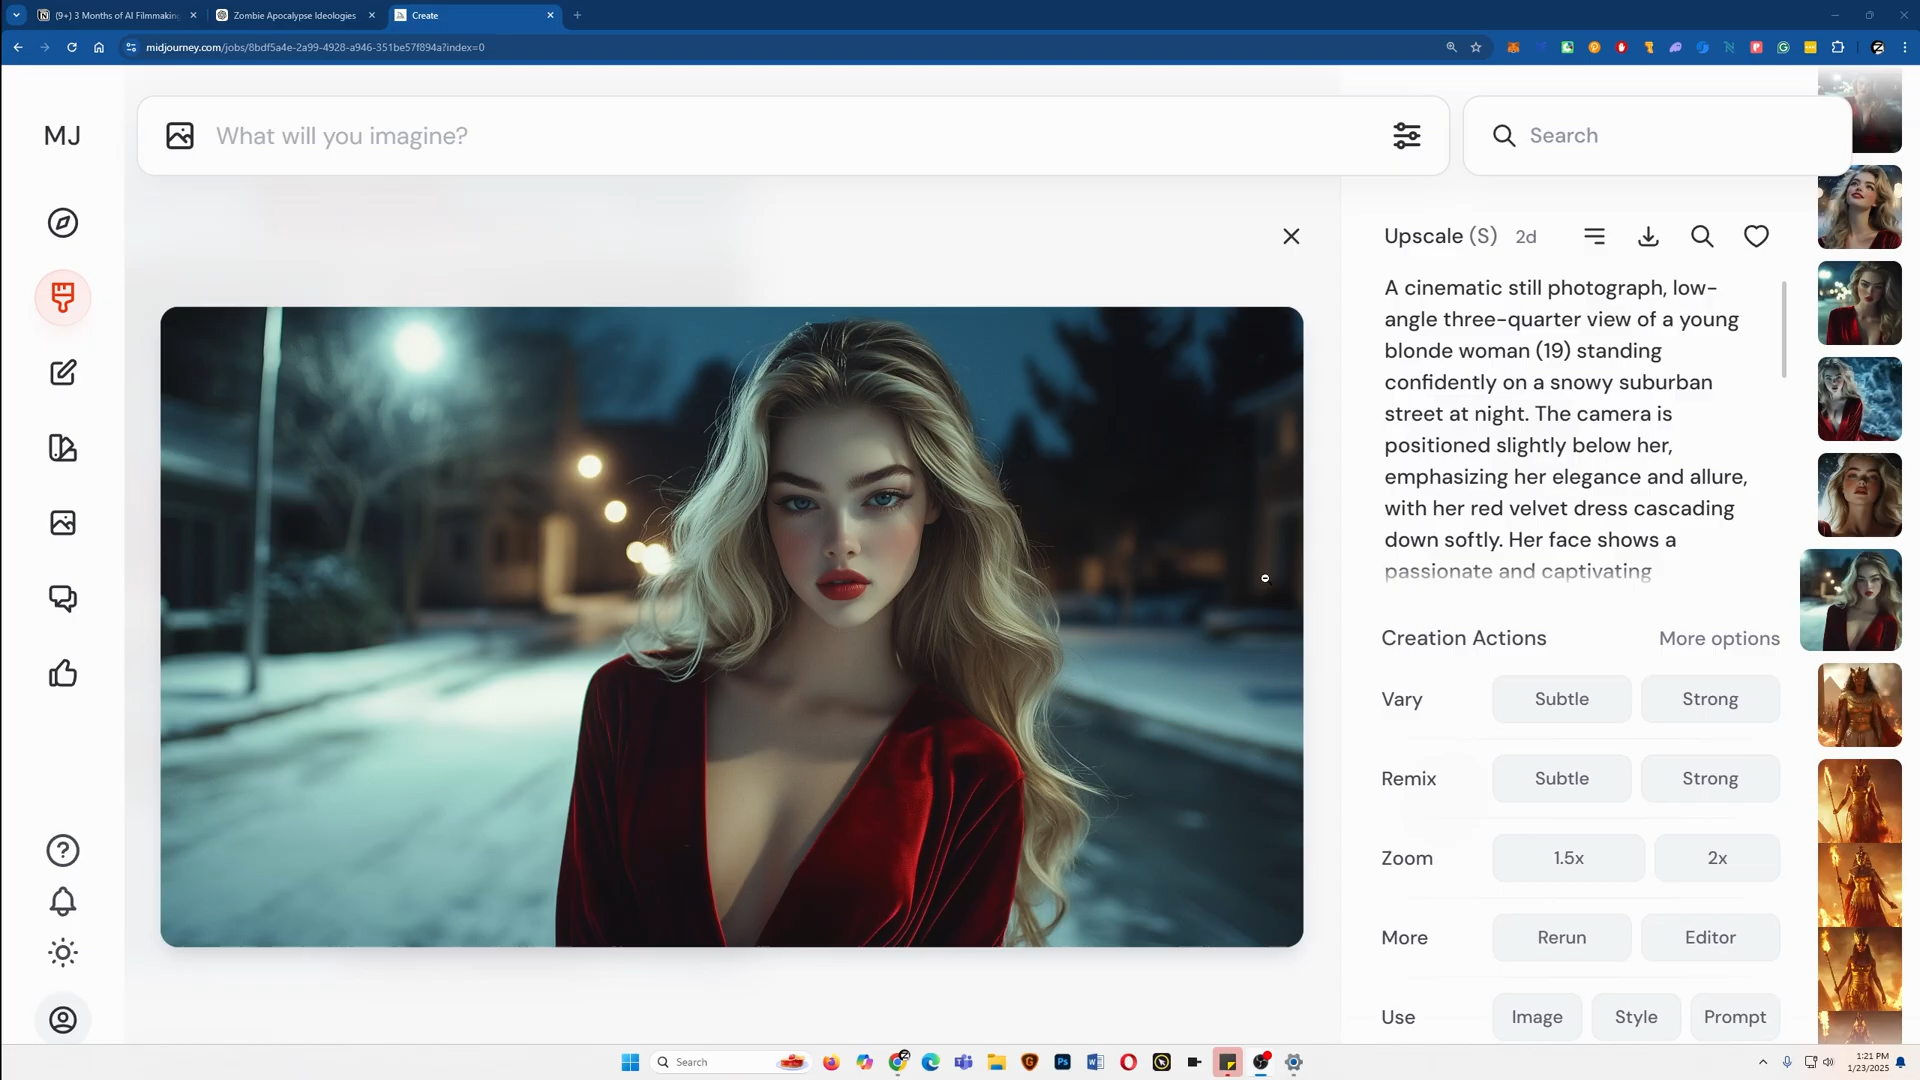 (9+) 3 Months of AI Filmmaking
Zombie Apocalypse Ideologies
Create
midjourney.com/jobs/8bdf5a4e-2a99-4928-a946-351be57f894a?index=0
MJ
What will you imagine?
Search
Upscale (S) 2d
A cinematic still photograph, low-
angle three-quarter view of a young
blonde woman (19) standing
confidently on a snowy suburban
street at night. The camera is
positioned slightly below her,
emphasizing her elegance and allure,
with her red velvet dress cascading
down softly. Her face shows a
passionate and captivating
Creation Actions More options
Vary Subtle Strong
Remix Subtle Strong
Zoom 1.5x 2x
More Rerun Editor
Use Image Style Prompt
Search
1:21 PM
1/23/2025